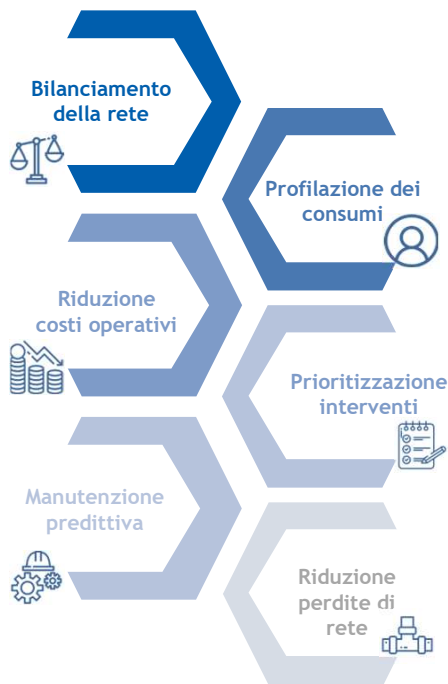 Bilanciamento
della rete
Profilazione dei
consumi
Riduzione
costi operativi
Prioritizzazione
interventi
Manutenzione
predittiva
Riduzione
perdite di
rete